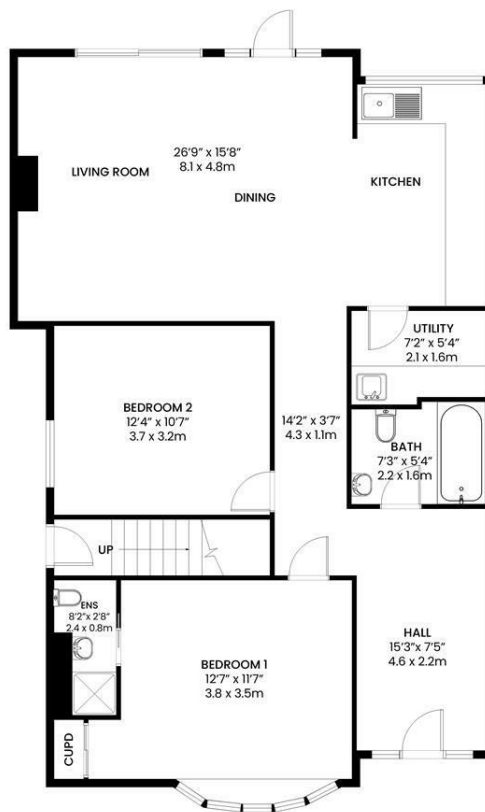 26'9" x 15'8"
8.1 x 4.8m
LIVING ROOM
DINING
KITCHEN
UTILITY
7'2" x 5'4"
2.1 x 1.6m
BEDROOM 2
12'4" x 10'7"
3.7 x 3.2m
14'2" x 3'7"
4.3 x 1.1m
BATH
7'3" x 5'4"
2.2 x 1.6m
UP
ENS
8'2" x 2'8"
2.4 x 0.8m
BEDROOM 1
12'7" x 11'7"
3.8 x 3.5m
HALL
15'3"x 7'5"
4.6 x 2.2m
CUPD